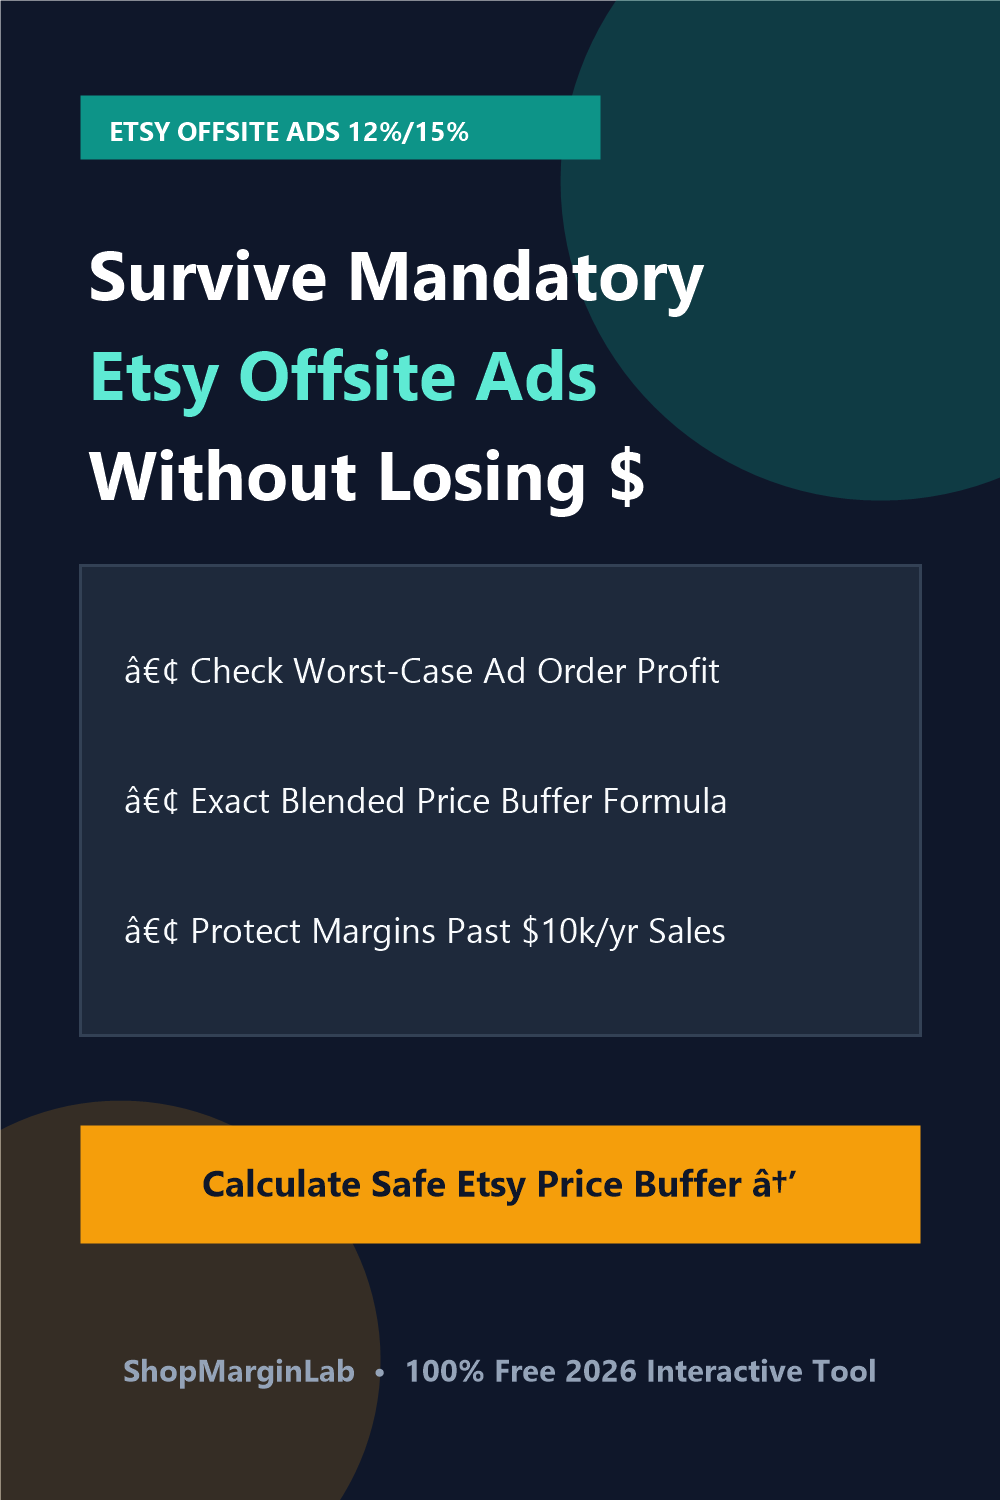 ETSY OFFSITE ADS 12%/15%
Survive Mandatory
Etsy Offsite Ads
Without Losing $
â€¢ Check Worst-Case Ad Order Profit
â€¢ Exact Blended Price Buffer Formula
â€¢ Protect Margins Past $10k/yr Sales
Calculate Safe Etsy Price Buffer â†’
ShopMarginLab • 100% Free 2026 Interactive Tool